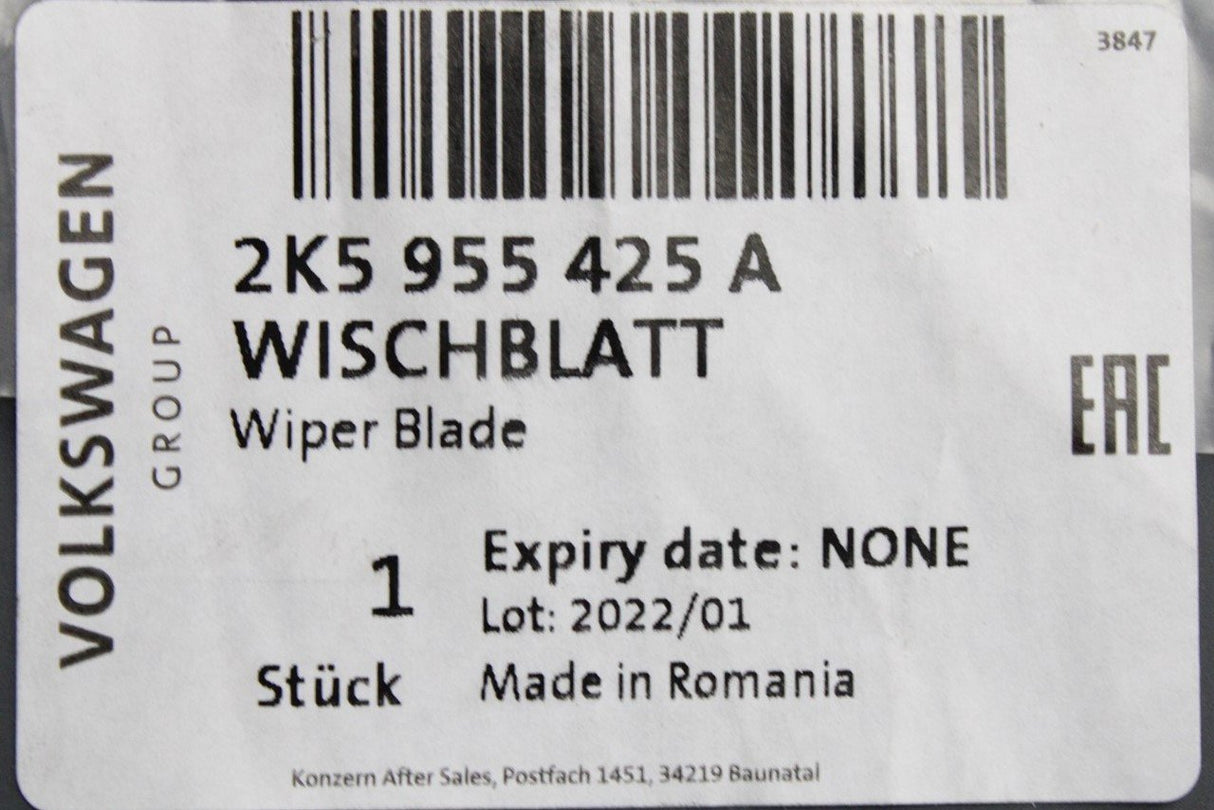 3847
VOLKSWAGEN
GROUP
2K5 955 425 A
WISCHBLATT
Wiper Blade
EAC
1
Stück
Expiry date: NONE
Lot: 2022/01
Made in Romania
Konzern After Sales, Postfach 1451, 34219 Baunatal